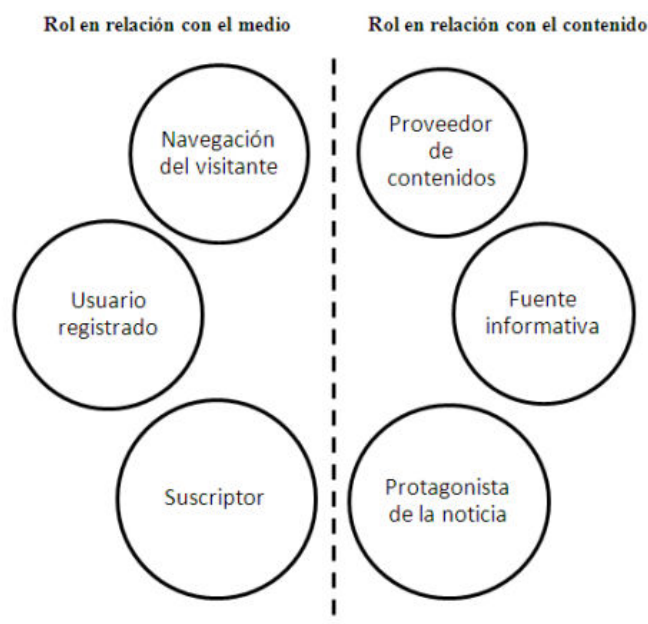 Rol en relación con el medio
Rol en relación con el contenido
Navegación
del visitante
Usuario
registrado
Suscriptor
Proveedor
de
contenidos
Fuente
informativa
Protagonista
de la noticia